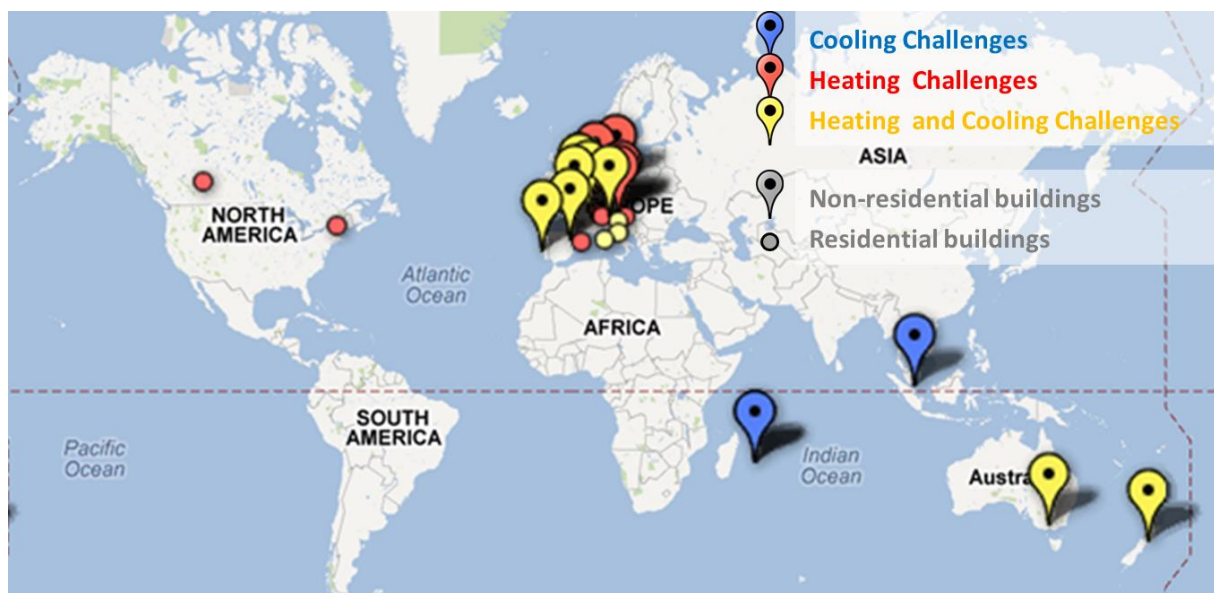 Cooling Challenges
Heating Challenges
Heating and Cooling Challenges
ASIA
Non-residential buildings
Residential buildings
NORTH
AMERICA
OPE
Atlantic
Ocean
AFRICA
SOUTH
AMERICA
Pacific
Ocean
Indian
Ocean
Austra